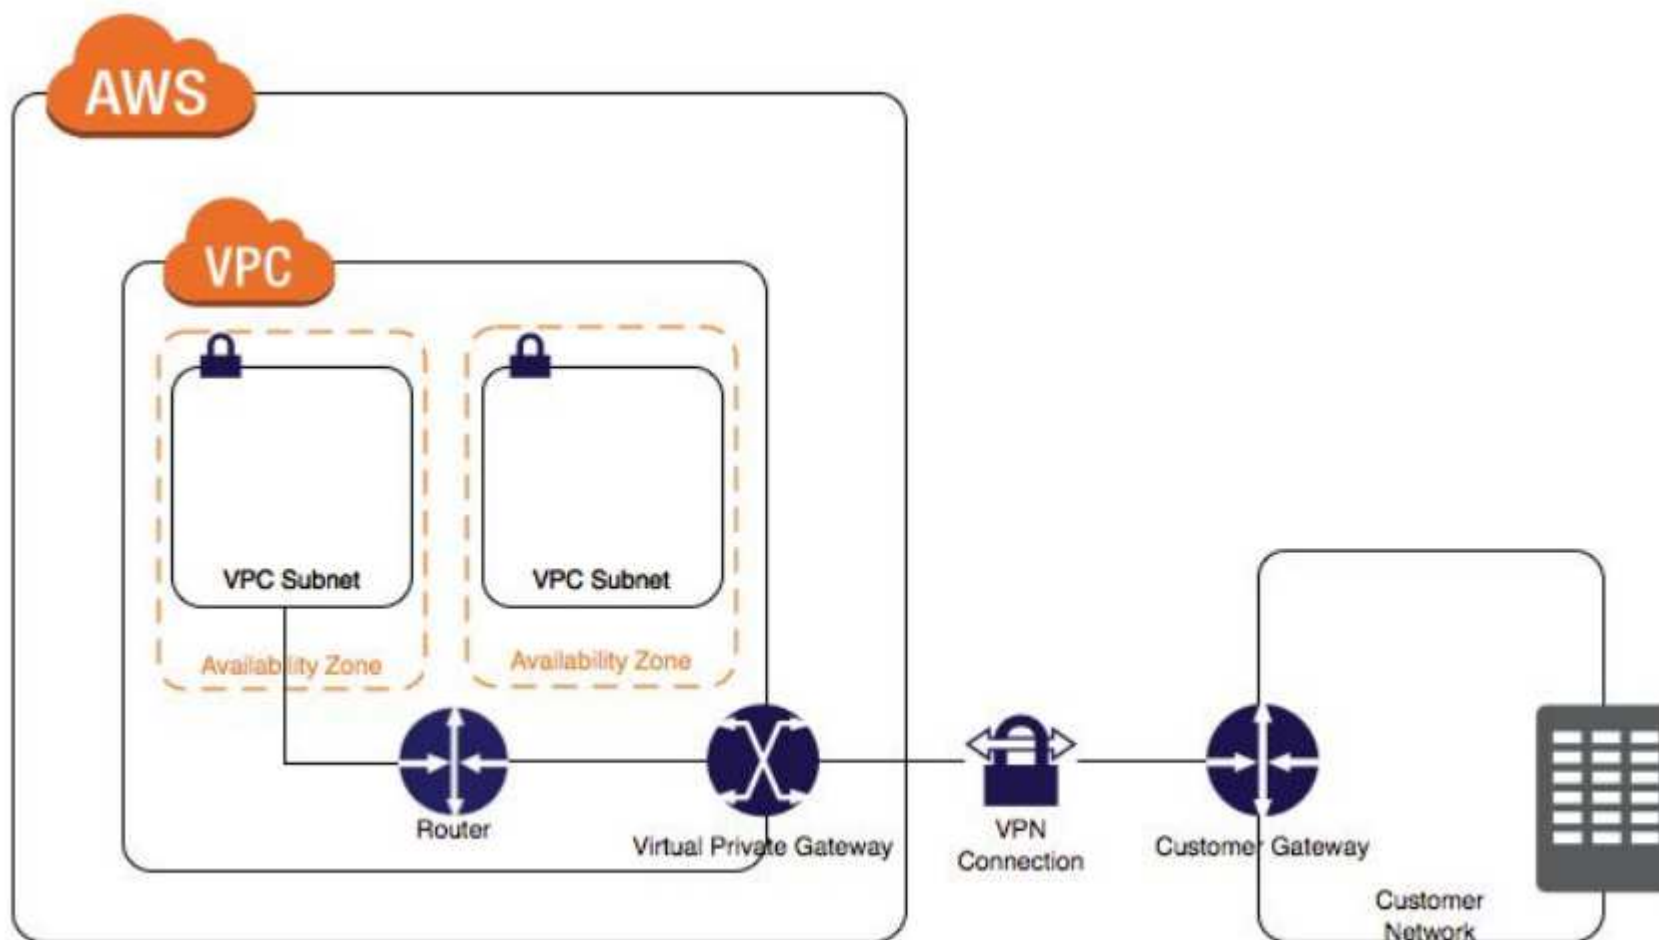 AWS
VPC
VPC Subnet
VPC Subnet
Availability Zone
Availability Zone
Router
Virtual Private Gateway
VPN
Connection
Customer Gateway
Customer
Network